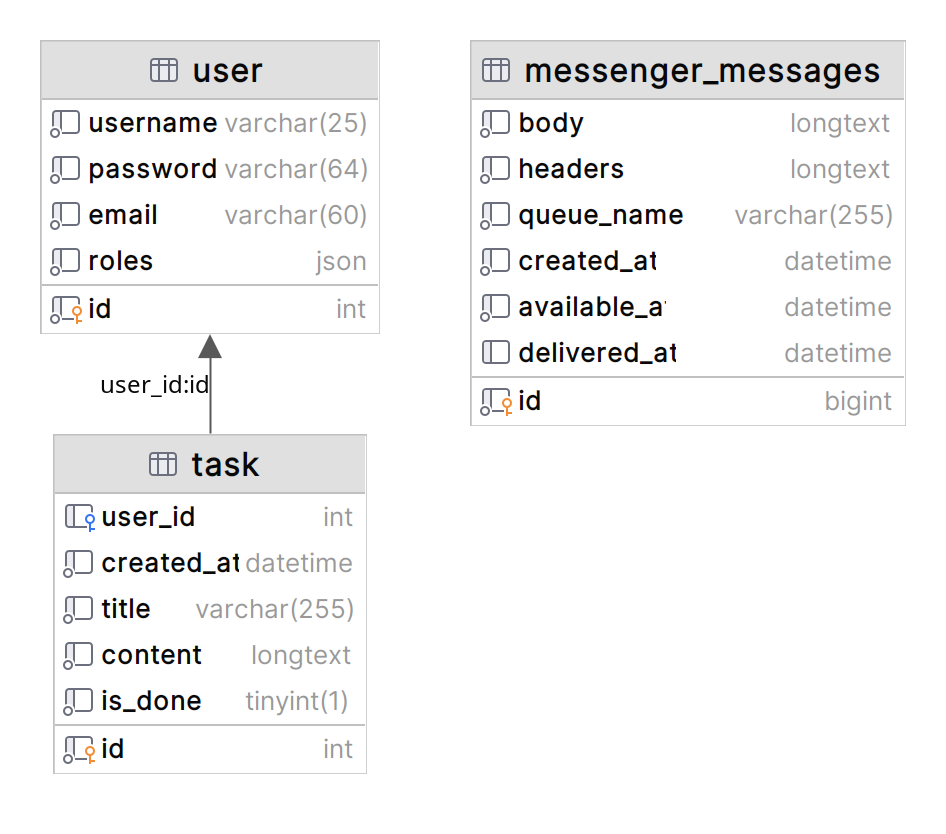 user
username varchar(25)
password varchar(64)
email varchar(60)
roles json
id int
user_id:id
task
user_id int
created_at datetime
title varchar(255)
content longtext
is_done tinyint(1)
id int
messenger_messages
body longtext
headers longtext
queue_name varchar(255)
created_at datetime
available_at datetime
delivered_at datetime
id bigint